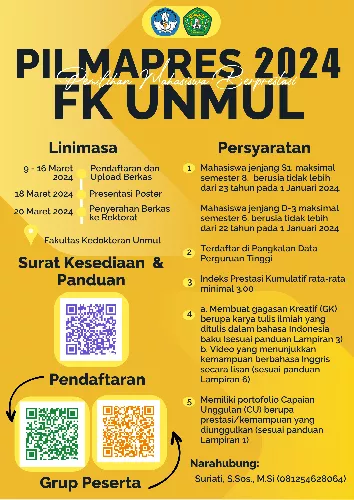 PILMAPRES 2024
Pemilihan Mahasiswa Berprestasi
FK UNMUL
Linimasa
9 - 16 Maret 2024
Pendaftaran dan Upload Berkas
18 Maret 2024
Presentasi Poster
20 Maret 2024
Penyerahan Berkas ke Rektorat
Fakultas Kedokteran Unmul
Surat Kesediaan &
Panduan
Pendaftaran
Grup Peserta
Persyaratan
1
Mahasiswa jenjang S1, maksimal
semester 8, berusia tidak lebih
dari 23 tahun pada 1 Januari 2024
Mahasiswa jenjang D-3 maksimal
semester 6, berusia tidak lebih
dari 22 tahun pada 1 Januari 2024
2
Terdaftar di Pangkalan Data
Perguruan Tinggi
3
Indeks Prestasi Kumulatif rata-rata
minimal 3.00
4
a. Membuat gagasan Kreatif (GK)
berupa karya tulis ilmiah yang
ditulis dalam bahasa Indonesia
baku (sesuai panduan Lampiran 3)
b. Video yang menunjukkan
kemampuan berbahasa Inggris
secara lisan (sesuai panduan
Lampiran 6)
5
Memiliki portofolio Capaian
Unggulan (CU) berupa
prestasi/kemampuan yang
diunggulkan (sesuai panduan
Lampiran 1)
Narahubung:
Suriati, S.Sos., M.Si (081254628064)